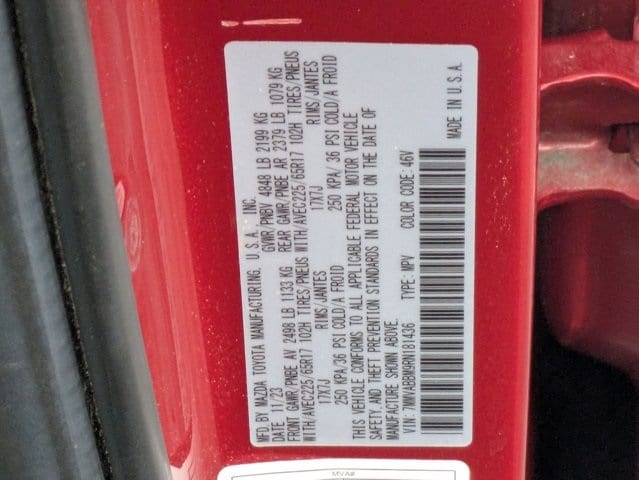 MFD. BY MAZDA TOYOTA MANUFACTURING, U.S.A., INC.
DATE 11/23 GVWR/PNBV 4848 LB 2199 KG
FRONT GAWR/PNBE AV 2498 LB 1133 KG REAR GAWR/PNBE AR 2379 LB 1079 KG
WITH/AVEC225/65R17 102H TIRES/PNEUS WITH/AVEC225/65R17 102H TIRES/PNEUS
17X7J RIMS/JANTES 17X7J RIMS/JANTES
250 KPA/36 PSI COLD/A FROID 250 KPA/ 36 PSI COLD/A FROID
THIS VEHICLE CONFORMS TO ALL APPLICABLE FEDERAL MOTOR VEHICLE
SAFETY, AND THEFT PREVENTION STANDARDS IN EFFECT ON THE DATE OF
MANUFACTURE SHOWN ABOVE.
VIN: 7MMVABBM9RN181436 TYPE: MPV COLOR CODE: 46V
MADE IN U.S.A.
MVA#